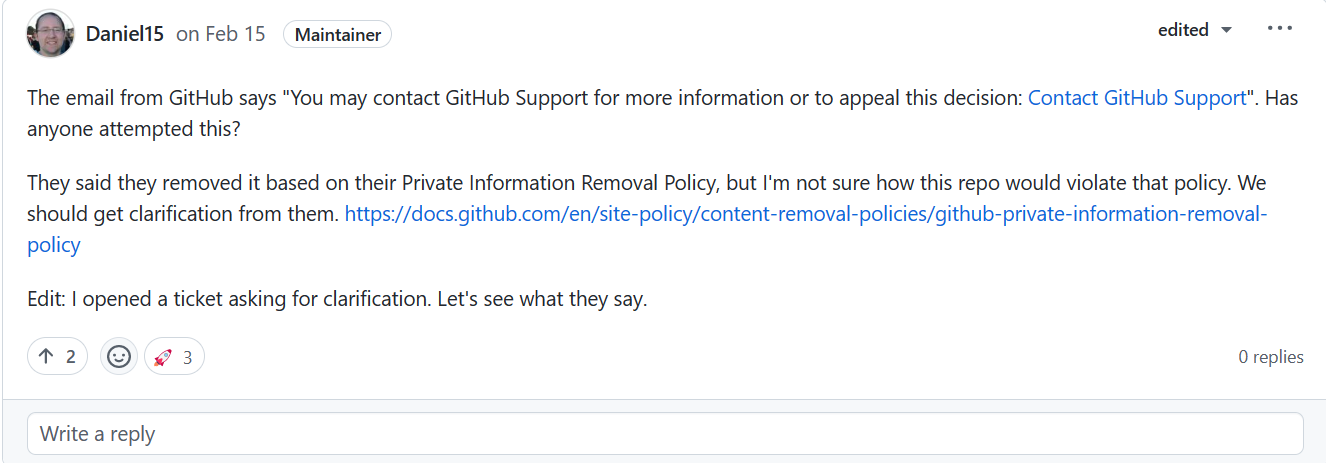 Daniel15 on Feb 15 Maintainer edited
The email from GitHub says "You may contact GitHub Support for more information or to appeal this decision: Contact GitHub Support". Has
anyone attempted this?
They said they removed it based on their Private Information Removal Policy, but I'm not sure how this repo would violate that policy. We
should get clarification from them. https://docs.github.com/en/site-policy/content-removal-policies/github-private-information-removal-
policy
Edit: I opened a ticket asking for clarification. Let's see what they say.
2 3 0 replies
Write a reply